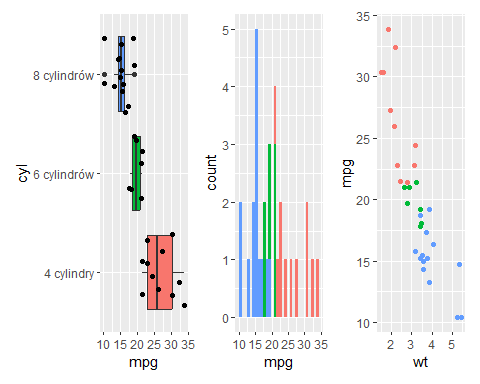 cyl
8 cylindrów
6 cylindrów
4 cylindry
10 15 20 25 30 35
mpg
count
5
4
3
2
1
0
10 15 20 25 30 35
mpg
mpg
35
30
25
20
15
10
2 3 4 5
wt